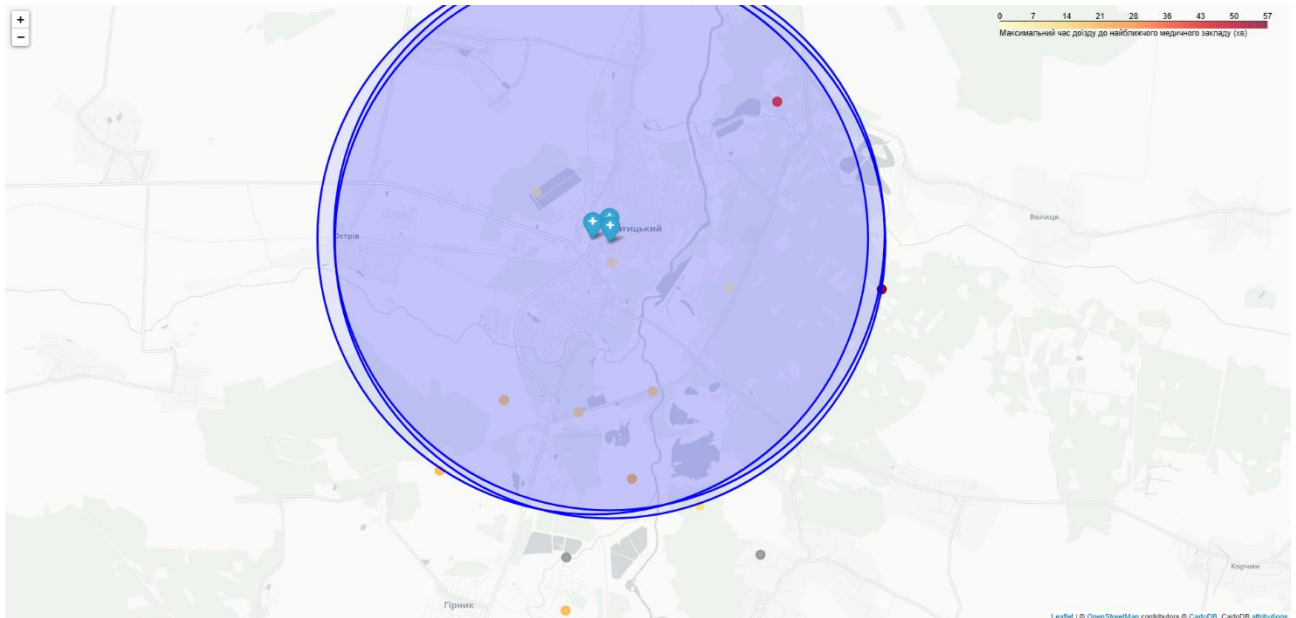 +
−
0 7 14 21 28 36 43 50 57
Максимальний час доїзду до найближчого медичного закладу (хв)
Волиця
тицький
Острів
Корчин
Гірник
Leaflet | © OpenStreetMap contributors © CartoDB, CartoDB attributions